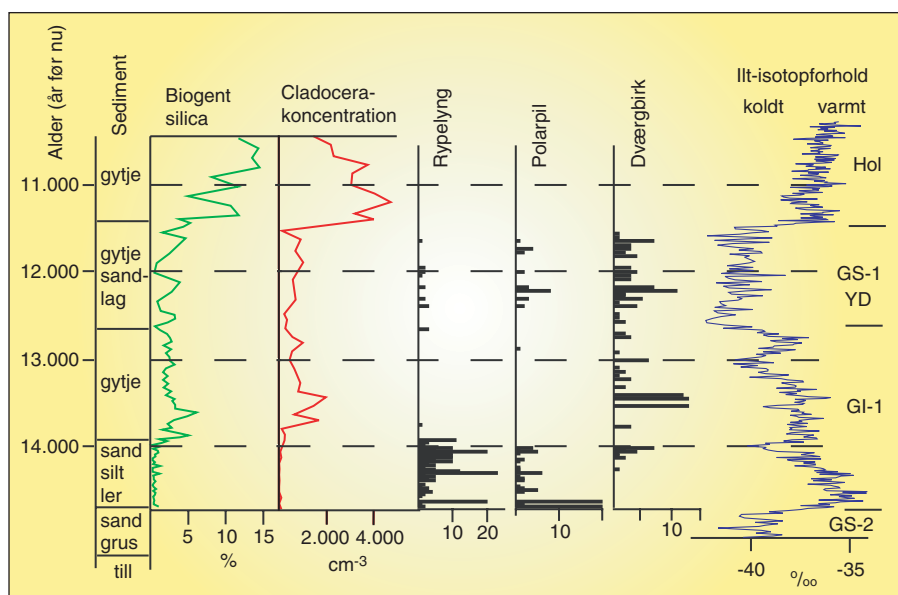 Alder (år før nu)
Sediment
Biogent
silica
Cladocera-
koncentration
Rypelyng
Polarpil
Dværgbirk
Ilt-isotopforhold
koldt
varmt
11.000
12.000
13.000
14.000
gytje
gytje
sand-
lag
gytje
sand
silt
ler
sand
grus
till
Hol
GS-1
YD
GI-1
GS-2
5
10
15
%
2.000
4.000
cm-3
10
20
10
10
-40
-35
o/oo